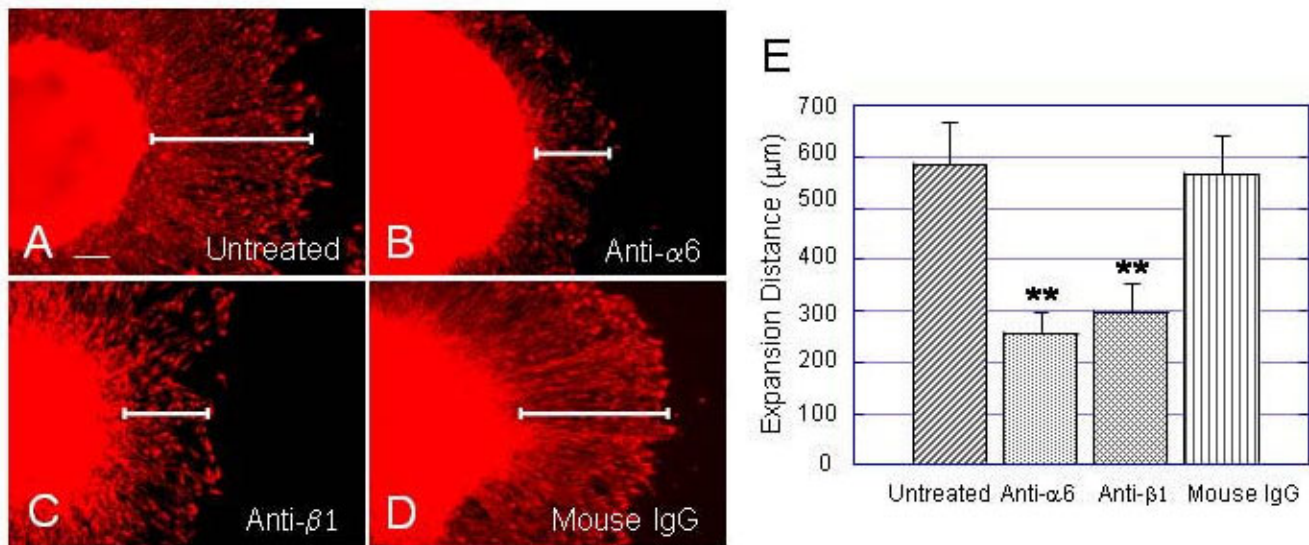 A
Untreated
B
Anti-α6
C
Anti-β1
D
Mouse IgG
E
Expansion Distance (µm)
700
600
500
400
300
200
100
0
**
**
Untreated
Anti-α6
Anti-β1
Mouse IgG